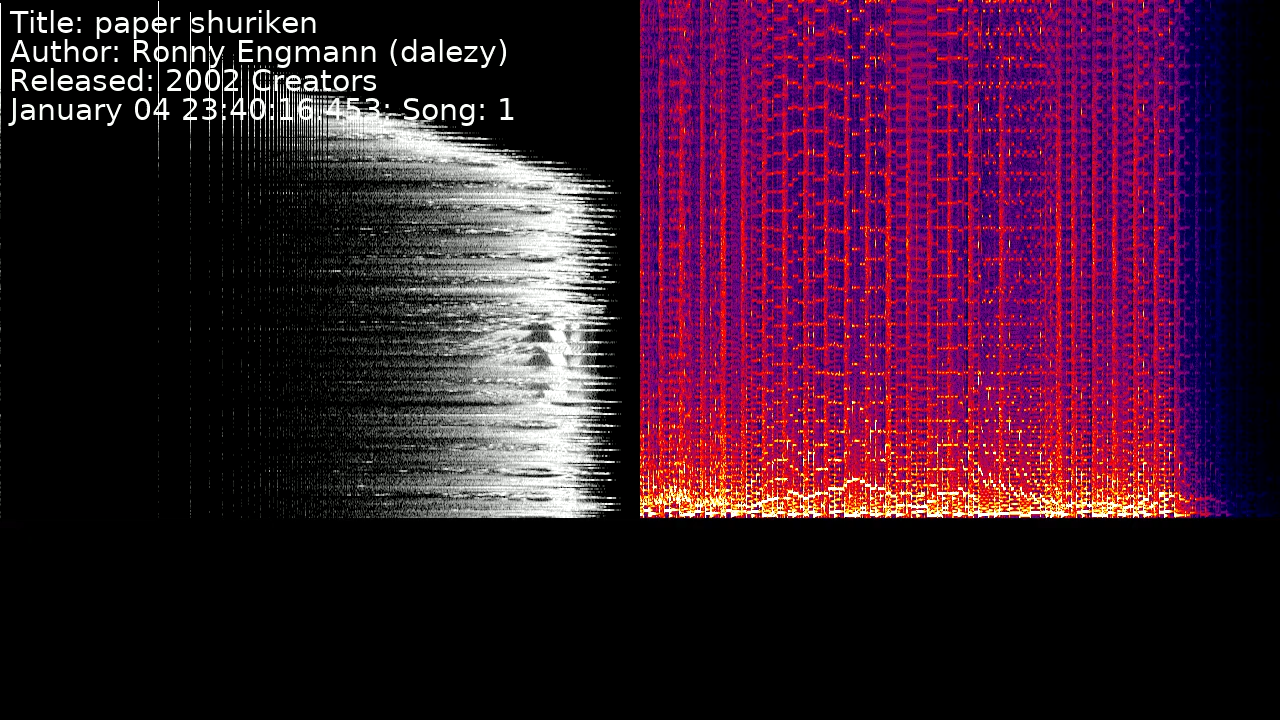 Title: paper shuriken
Author: Ronny Engmann (dalezy)
Released: 2002 Creators
January 04 23:40:16.453; Song: 1